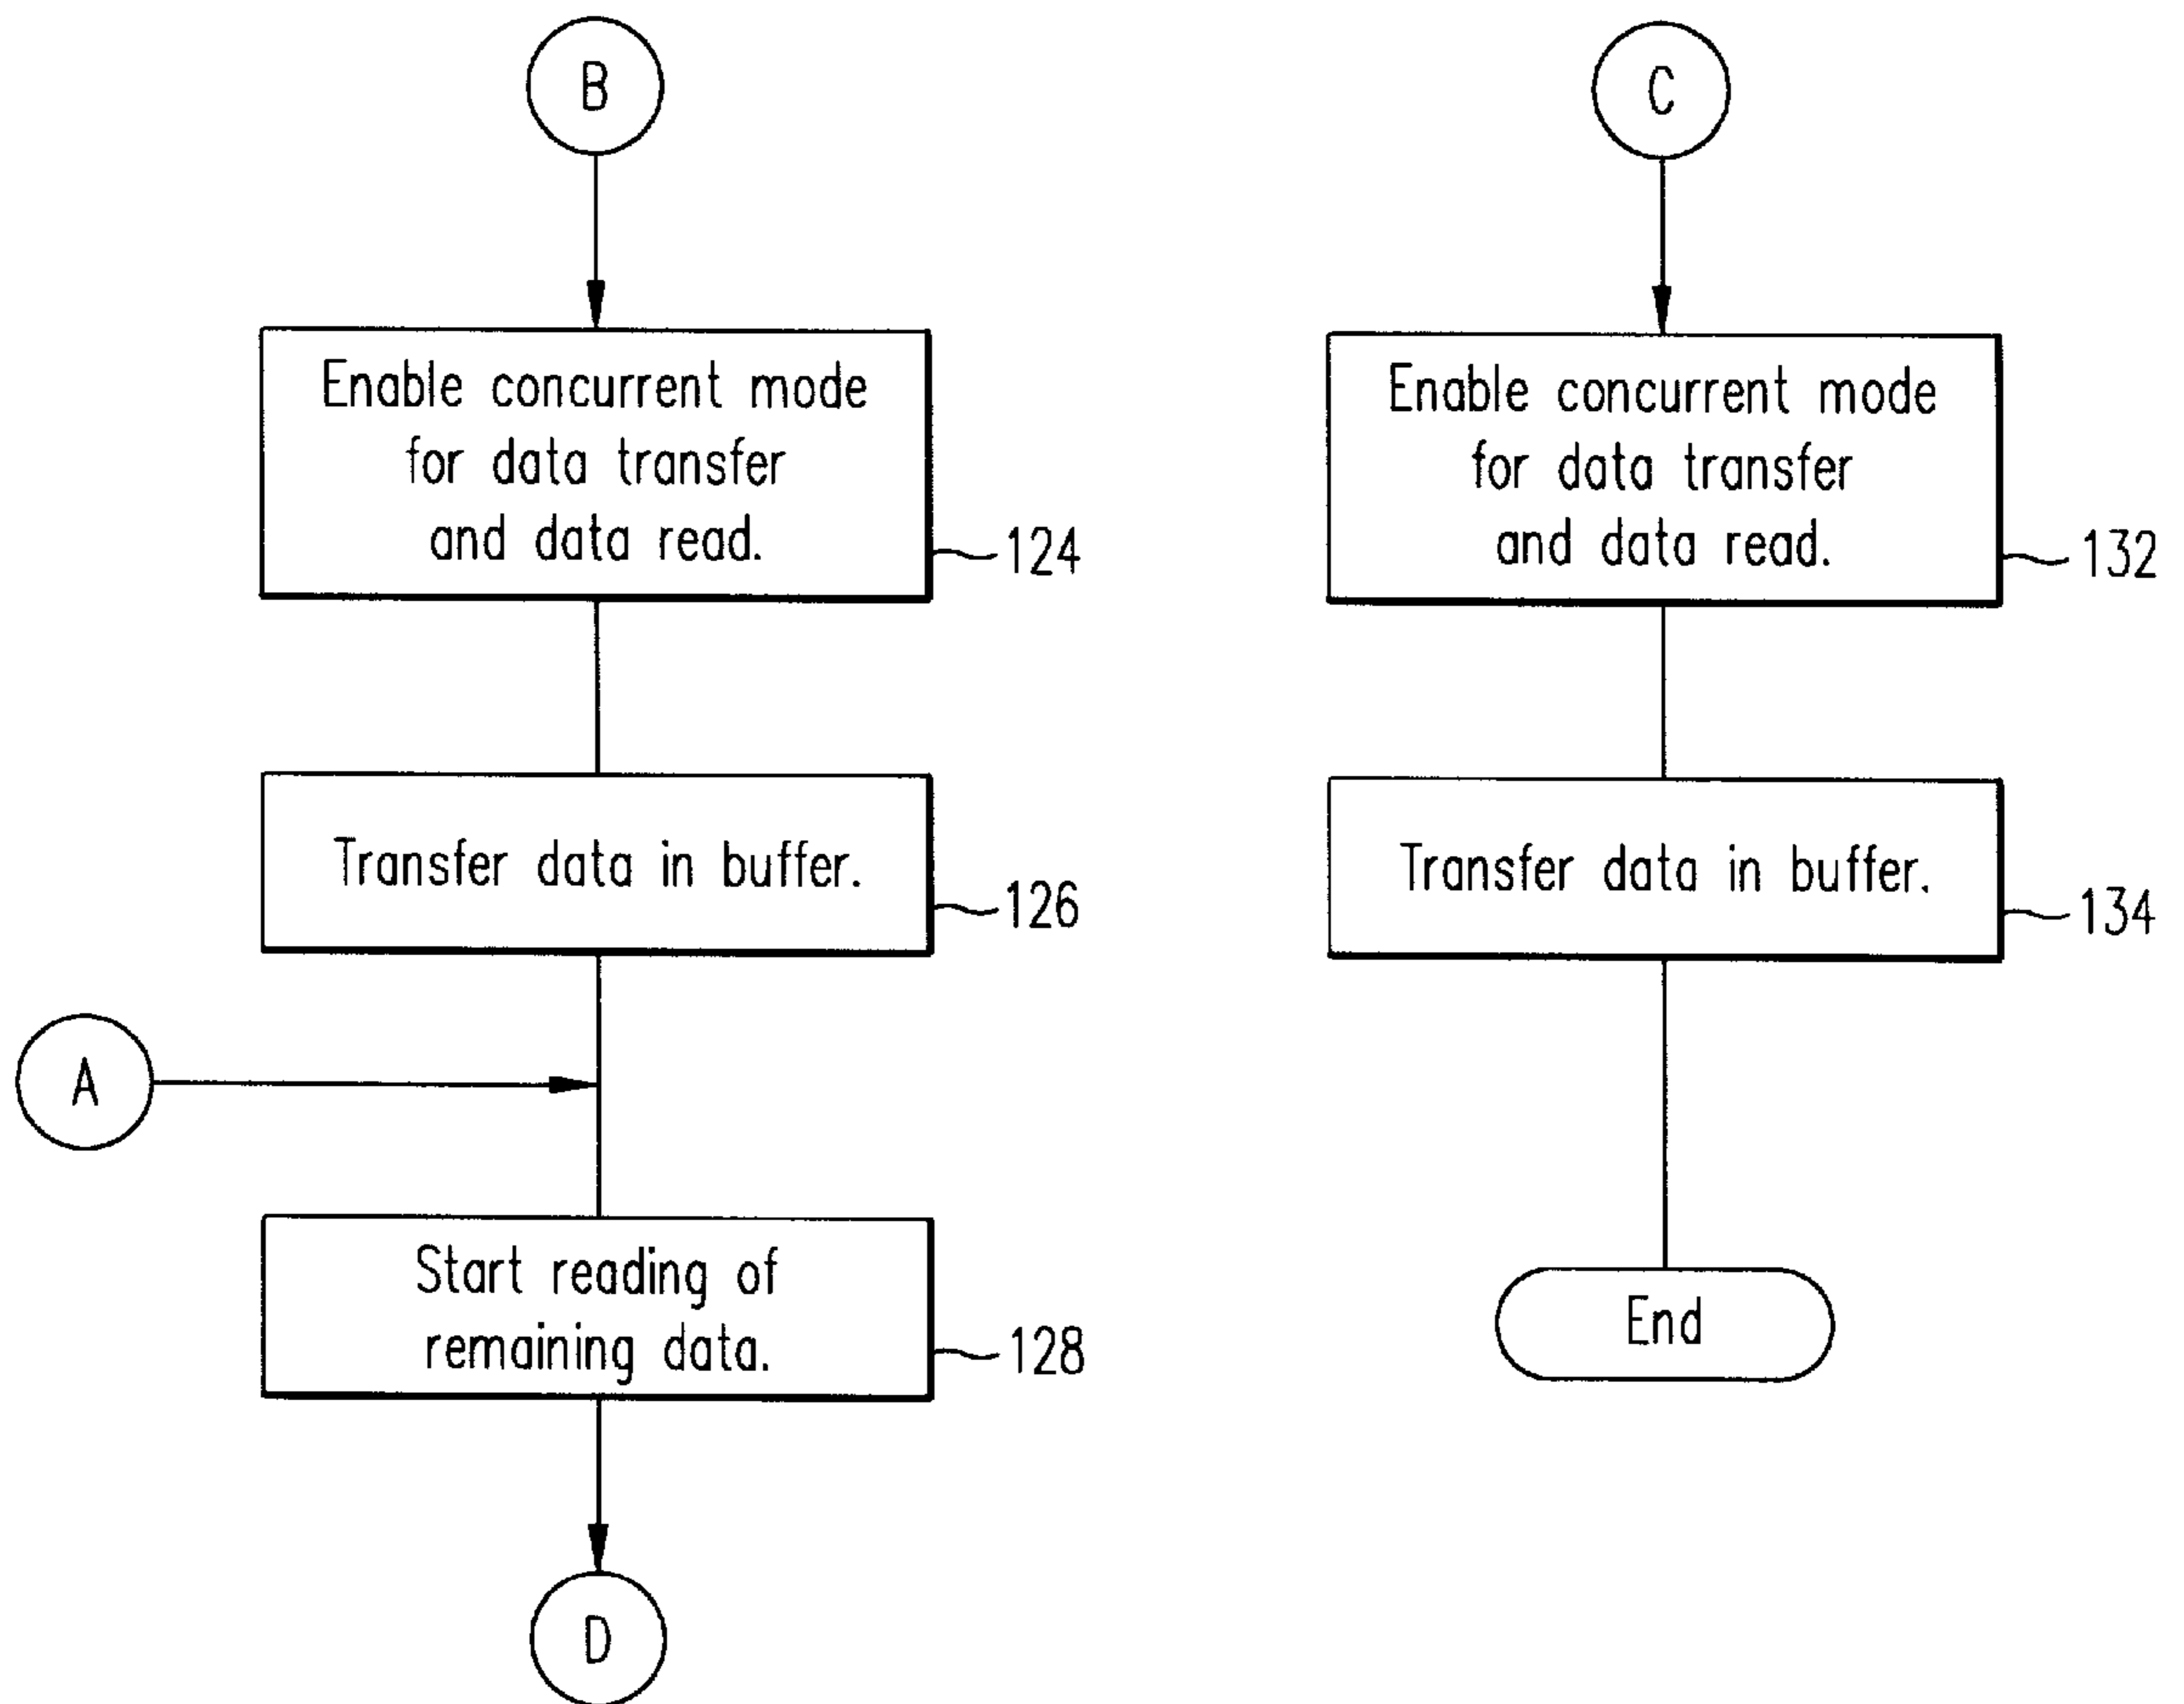 B
Enable concurrent mode
for data transfer
and data read.
124
Transfer data in buffer.
126
A
Start reading of
remaining data.
128
D
C
Enable concurrent mode
for data transfer
and data read.
132
Transfer data in buffer.
134
End